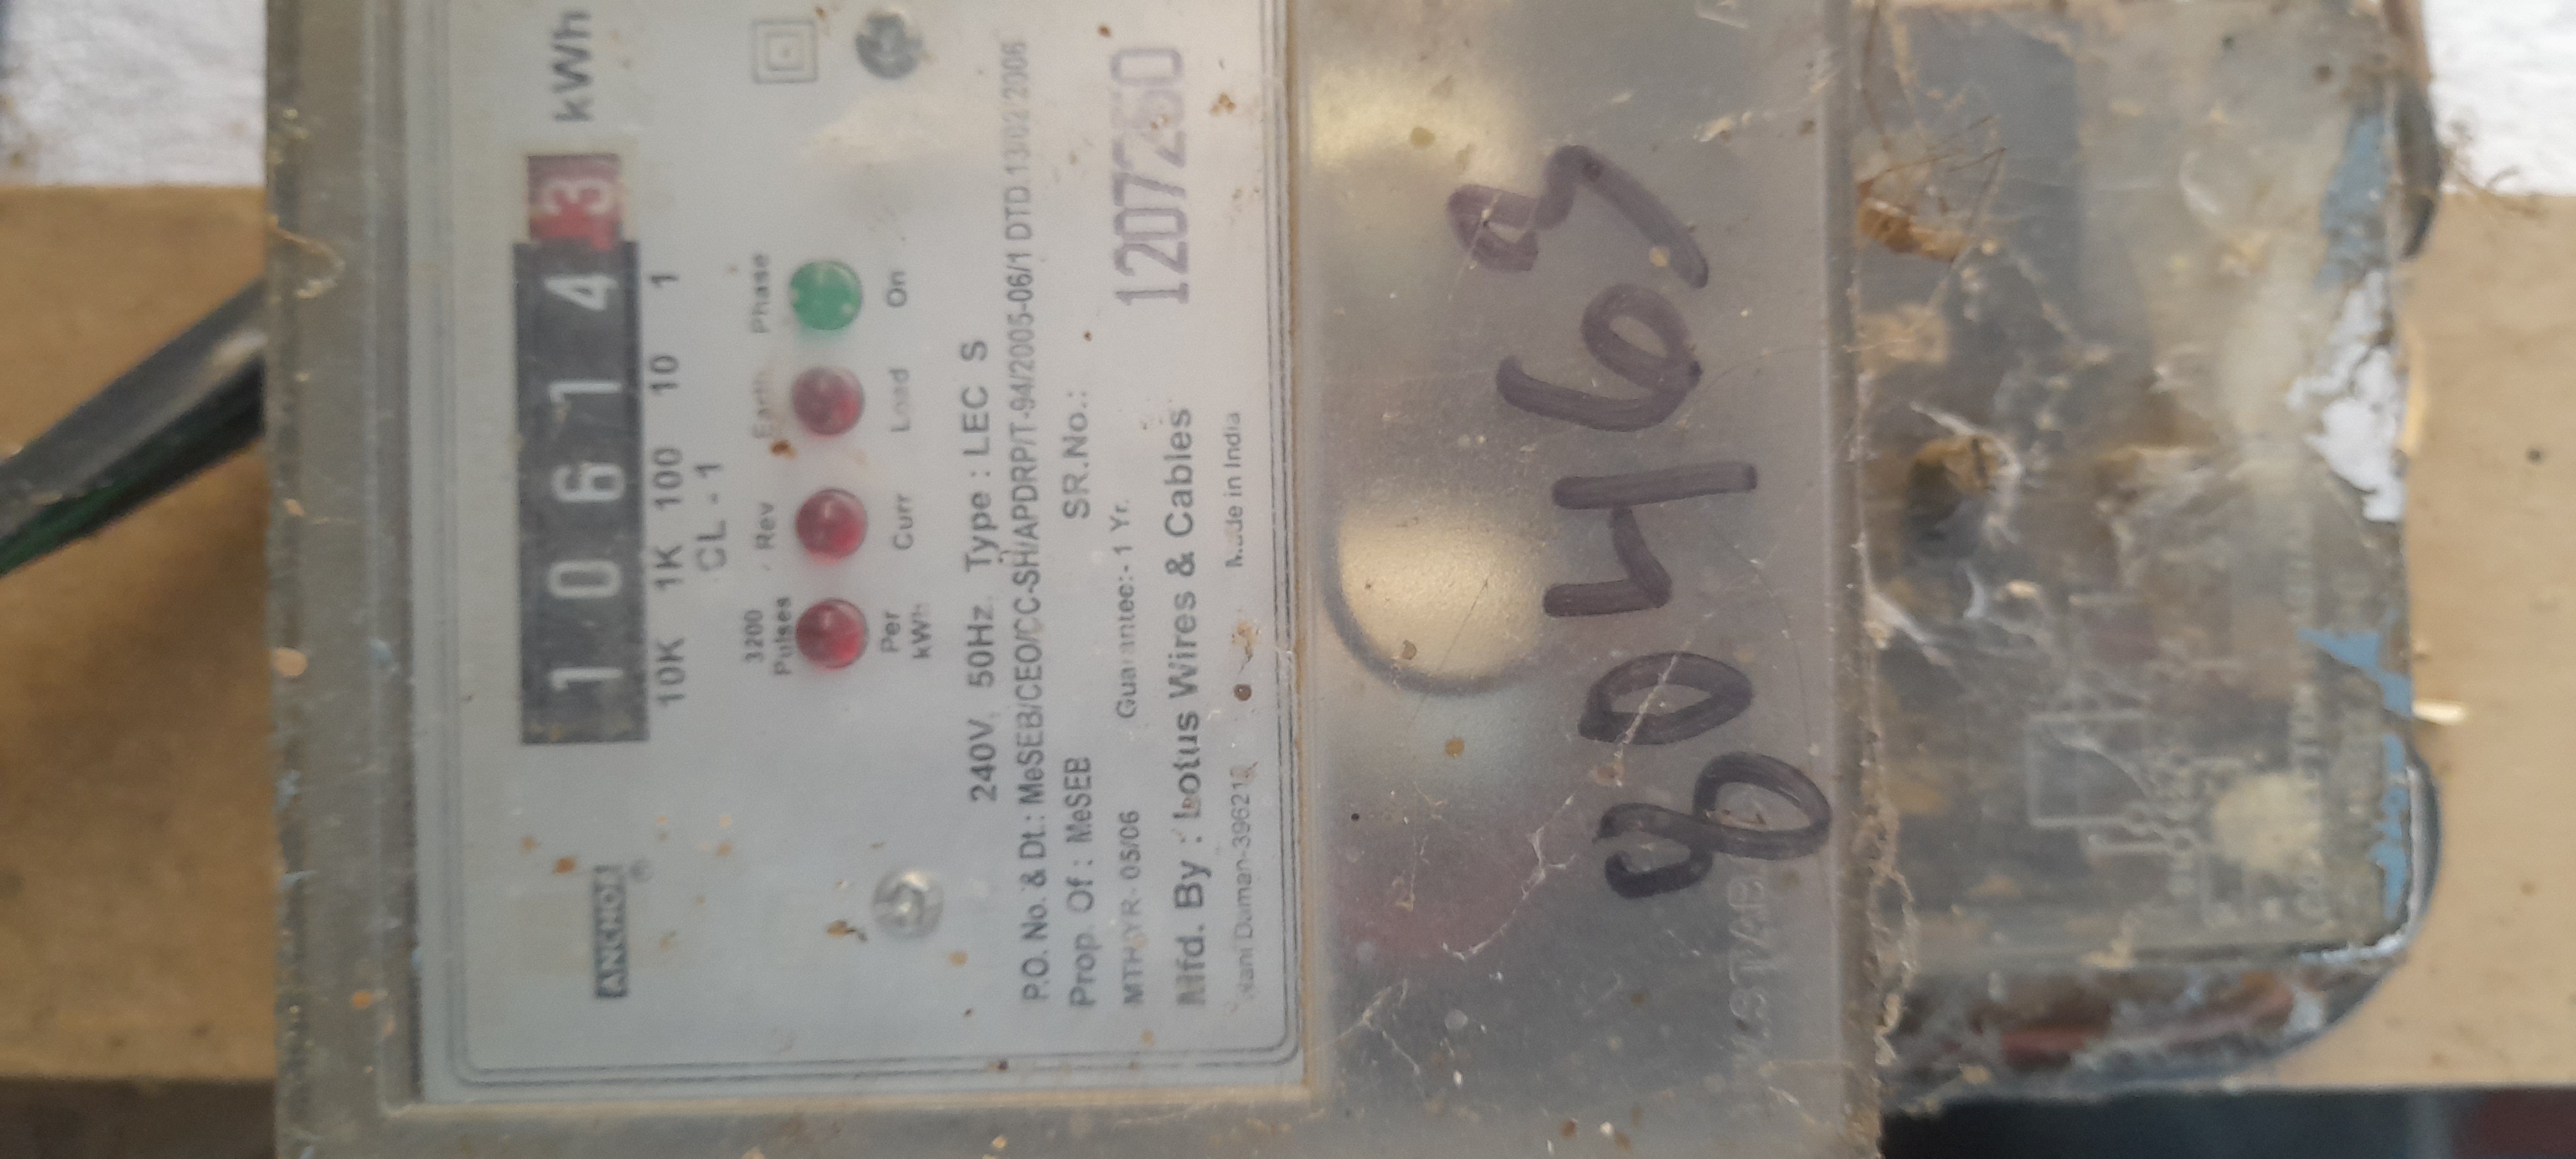 1 0 6 1 4 3 kWh
10K 1K 100 10 1
CL - 1
ANCHOR ®
3200 Pulses Rev Earth Phase
Per kWh Curr Load On
240V, 50Hz. Type : LEC S
P.O. No. & Dt.: MeSEB/CEO/CC-SH/APDRP/T-94/2005-06/1 DTD.13/02/2006
Prop. Of : MeSEB SR.No.:
MTH/YR- 05/06 Guarantee:- 1 Yr. 1207260
Mfd. By : Lotus Wires & Cables
Nani Daman- Made in India
80463